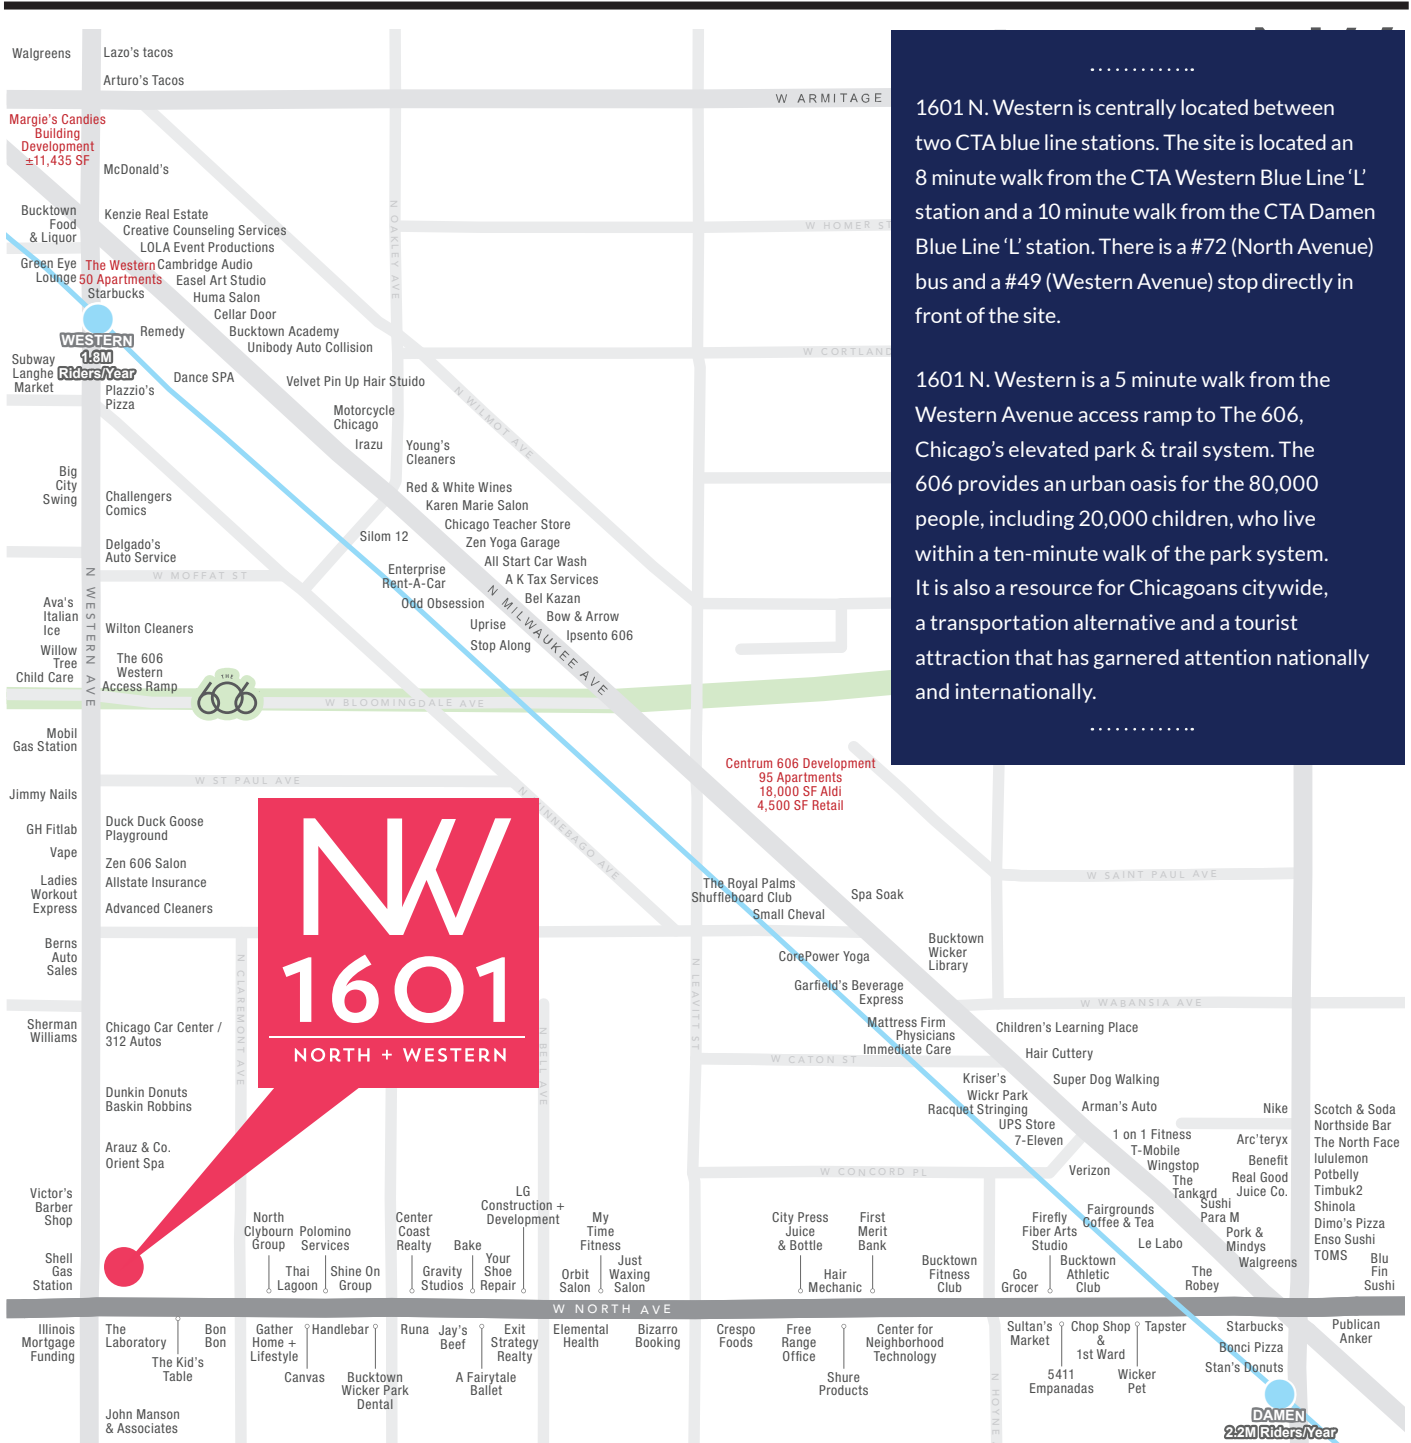 Walgreens
Lazo's tacos
Arturo's Tacos
W ARMITAGE
Margie's Candies
Building
Development
±11,435 SF
McDonald's
Bucktown
Food
& Liquor
Kenzie Real Estate
Creative Counseling Services
LOLA Event Productions
Green Eye
Lounge
The Western
50 Apartments
Cambridge Audio
Easel Art Studio
Starbucks
Huma Salon
Cellar Door
Remedy
Bucktown Academy
Unibody Auto Collision
WESTERN
1.8M
Riders/Year
Subway
Langhe
Market
Plazzio's
Pizza
Dance SPA
Velvet Pin Up Hair Stuido
Motorcycle
Chicago
Irazu
Young's
Cleaners
N OAKLEY AVE
W HOMER ST
W CORTLAND
N WILMOT AVE
Big
City
Swing
Challengers
Comics
Delgado's
Auto Service
Red & White Wines
Karen Marie Salon
Chicago Teacher Store
Silom 12
Zen Yoga Garage
All Start Car Wash
Enterprise
Rent-A-Car
A K Tax Services
Odd Obsession
Bel Kazan
Uprise
Bow & Arrow
Stop Along
Ipsento 606
W MOFFAT ST
N WESTERN AVE
N MILWAUKEE AVE
Ava's
Italian
Ice
Wilton Cleaners
Willow
Tree
Child Care
The 606
Western
Access Ramp
THE
606
W BLOOMINGDALE AVE
Mobil
Gas Station
W ST PAUL AVE
Jimmy Nails
GH Fitlab
Duck Duck Goose
Playground
Vape
Zen 606 Salon
Ladies
Workout
Express
Allstate Insurance
Advanced Cleaners
N WINNEBAGO AVE
Berns
Auto
Sales
Sherman
Williams
Chicago Car Center /
312 Autos
Dunkin Donuts
Baskin Robbins
Arauz & Co.
Orient Spa
Victor's
Barber
Shop
Shell
Gas
Station
N CLAREMONT AVE
NW
1601
NORTH + WESTERN
N BELL AVE
N LEAVITT ST
1601 N. Western is centrally located between
two CTA blue line stations. The site is located an
8 minute walk from the CTA Western Blue Line ‘L’
station and a 10 minute walk from the CTA Damen
Blue Line ‘L’ station. There is a #72 (North Avenue)
bus and a #49 (Western Avenue) stop directly in
front of the site.
1601 N. Western is a 5 minute walk from the
Western Avenue access ramp to The 606,
Chicago’s elevated park & trail system. The
606 provides an urban oasis for the 80,000
people, including 20,000 children, who live
within a ten-minute walk of the park system.
It is also a resource for Chicagoans citywide,
a transportation alternative and a tourist
attraction that has garnered attention nationally
and internationally.
Centrum 606 Development
95 Apartments
18,000 SF Aldi
4,500 SF Retail
W SAINT PAUL AVE
The Royal Palms
Shuffleboard Club
Small Cheval
Spa Soak
CorePower Yoga
Bucktown
Wicker
Library
Garfield's Beverage
Express
W WABANSIA AVE
Mattress Firm
Physicians
Immediate Care
Children's Learning Place
W CATON ST
Hair Cuttery
Kriser's
Super Dog Walking
Wickr Park
Racquet Stringing
Arman's Auto
UPS Store
7-Eleven
1 on 1 Fitness
T-Mobile
Wingstop
Verizon
The
Tankard
W CONCORD PL
Nike
Arc'teryx
Benefit
Real Good
Juice Co.
Scotch & Soda
Northside Bar
The North Face
lululemon
Potbelly
Timbuk2
Shinola
Dimo's Pizza
Enso Sushi
TOMS
Blu
Fin
Sushi
Sushi
Para M
Pork &
Mindys
Walgreens
Fairgrounds
Coffee & Tea
Le Labo
The
Robey
North
Clybourn
Group
Polomino
Services
Thai
Lagoon
Shine On
Group
Center
Coast
Realty
Gravity
Studios
Bake
Your
Shoe
Repair
LG
Construction +
Development
Orbit
Salon
My
Time
Fitness
Just
Waxing
Salon
City Press
Juice
& Bottle
Hair
Mechanic
First
Merit
Bank
Bucktown
Fitness
Club
Go
Grocer
Firefly
Fiber Arts
Studio
Bucktown
Athletic
Club
W NORTH AVE
Illinois
Mortgage
Funding
The
Laboratory
The Kid's
Table
Bon
Bon
Gather
Home +
Lifestyle
Canvas
Handlebar
Bucktown
Wicker Park
Dental
Runa
Jay's
Beef
A Fairytale
Ballet
Exit
Strategy
Realty
Elemental
Health
Bizarro
Booking
Crespo
Foods
Free
Range
Office
Shure
Products
Center for
Neighborhood
Technology
N HOYNE
Sultan's
Market
5411
Empanadas
Chop Shop
&
1st Ward
Wicker
Pet
Tapster
Starbucks
Bonci Pizza
Stan's Donuts
Publican
Anker
John Manson
& Associates
DAMEN
2.2M Riders/Year